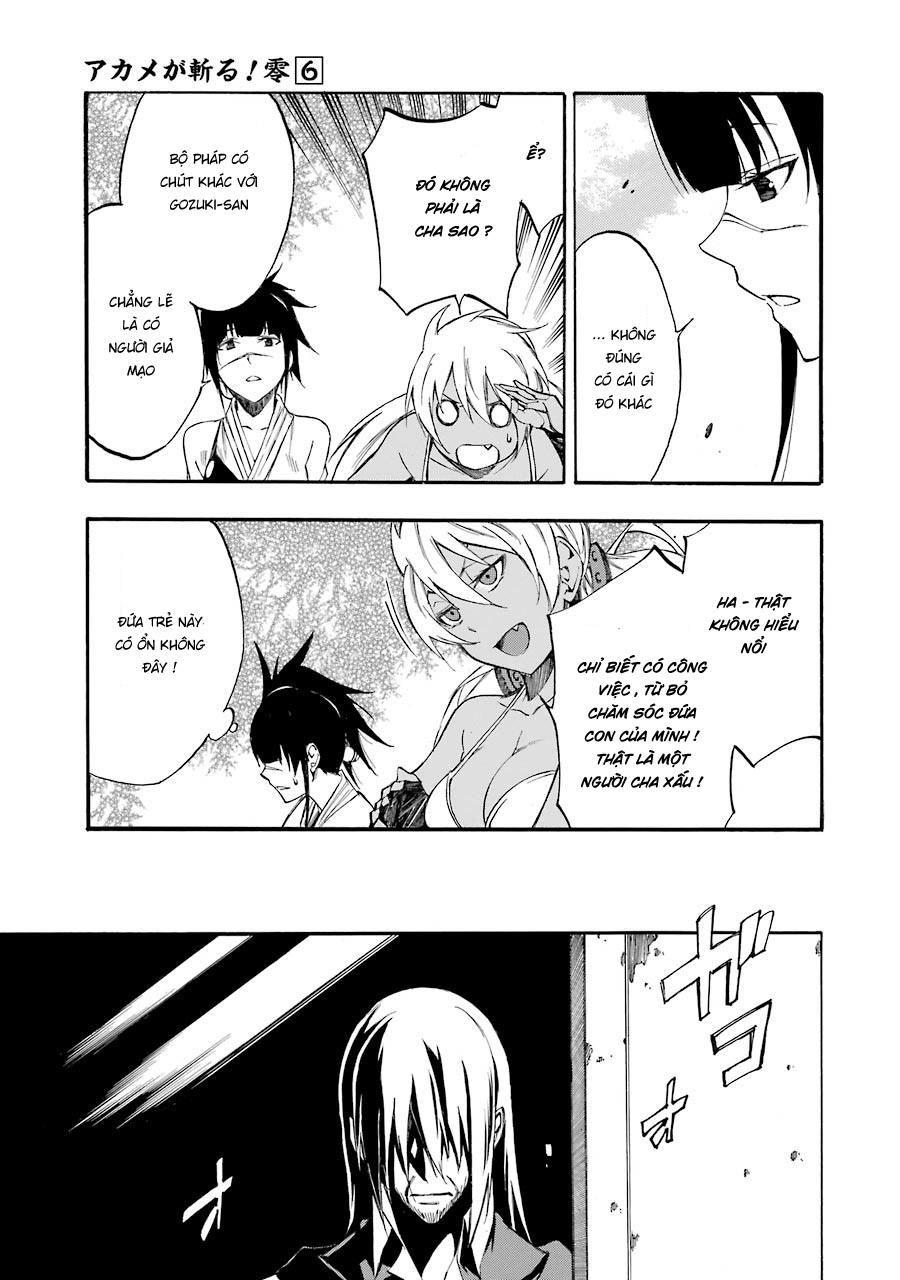 アカメが斬る！零 6
... KHÔNG
ĐÚNG
CÓ CÁI GÌ
ĐÓ KHÁC
Ể?
ĐÓ KHÔNG
PHẢI LÀ
CHA SAO ?
BỘ PHÁP CÓ
CHÚT KHÁC VỚI
GOZUKI-SAN
CHẲNG LẼ
LÀ CÓ
NGƯỜI GIẢ
MẠO
HA - THẬT
KHÔNG HIỂU
NỔI
CHỈ BIẾT CÓ CÔNG
VIỆC , TỪ BỎ
CHĂM SÓC ĐỨA
CON CỦA MÌNH !
THẬT LÀ MỘT
NGƯỜI CHA XẤU !
ĐỨA TRẺ NÀY
CÓ ỔN KHÔNG
ĐÂY !
ガコ
オ
オ